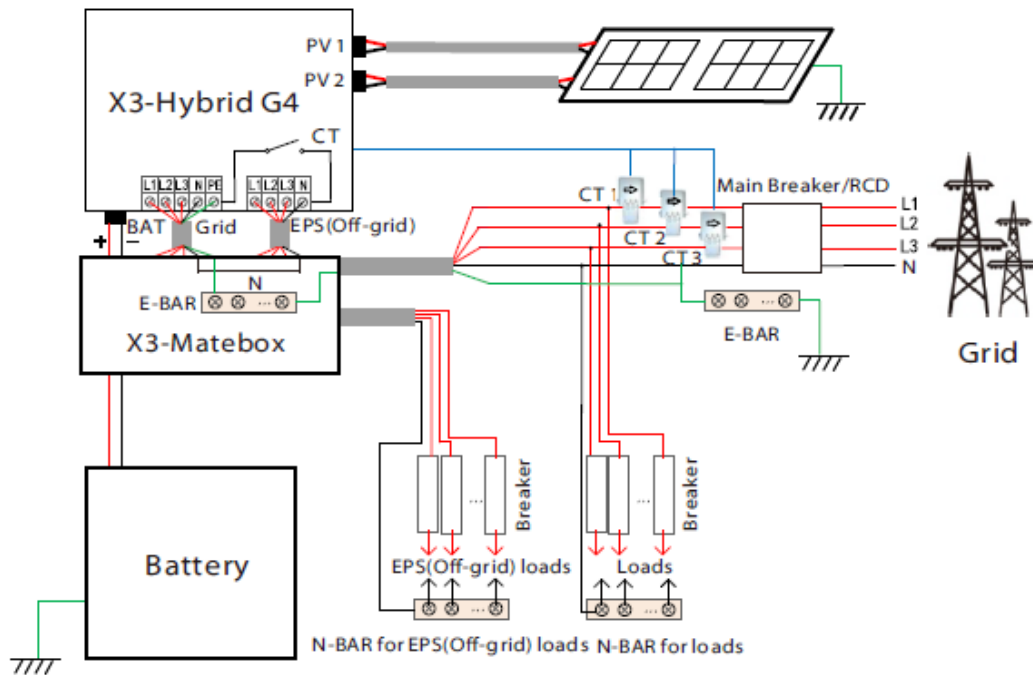 PV 1
PV 2
X3-Hybrid G4
CT
L1 L2 L3 N PE
L1 L2 L3 N
BAT
Grid
EPS(Off-grid)
+
−
N
E-BAR
X3-Matebox
Battery
CT 1
CT 2
CT3
Main Breaker/RCD
L1
L2
L3
N
E-BAR
Grid
...
Breaker
...
Breaker
EPS(Off-grid) loads
Loads
N-BAR for EPS(Off-grid) loads
N-BAR for loads